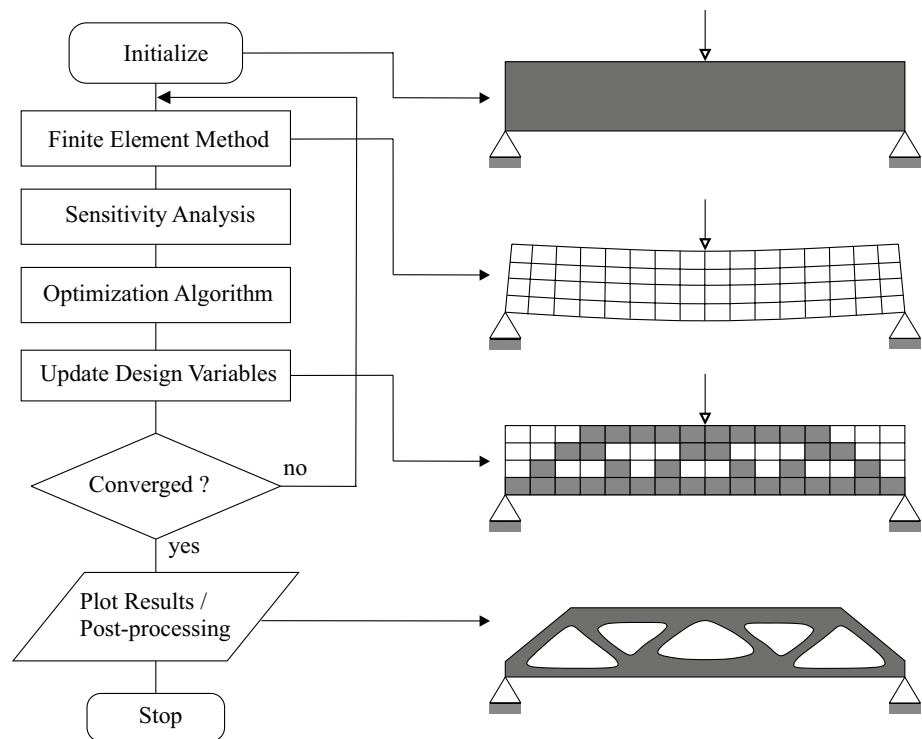 Initialize
Finite Element Method
Sensitivity Analysis
Optimization Algorithm
Update Design Variables
Converged ?
no
yes
Plot Results /
Post-processing
Stop